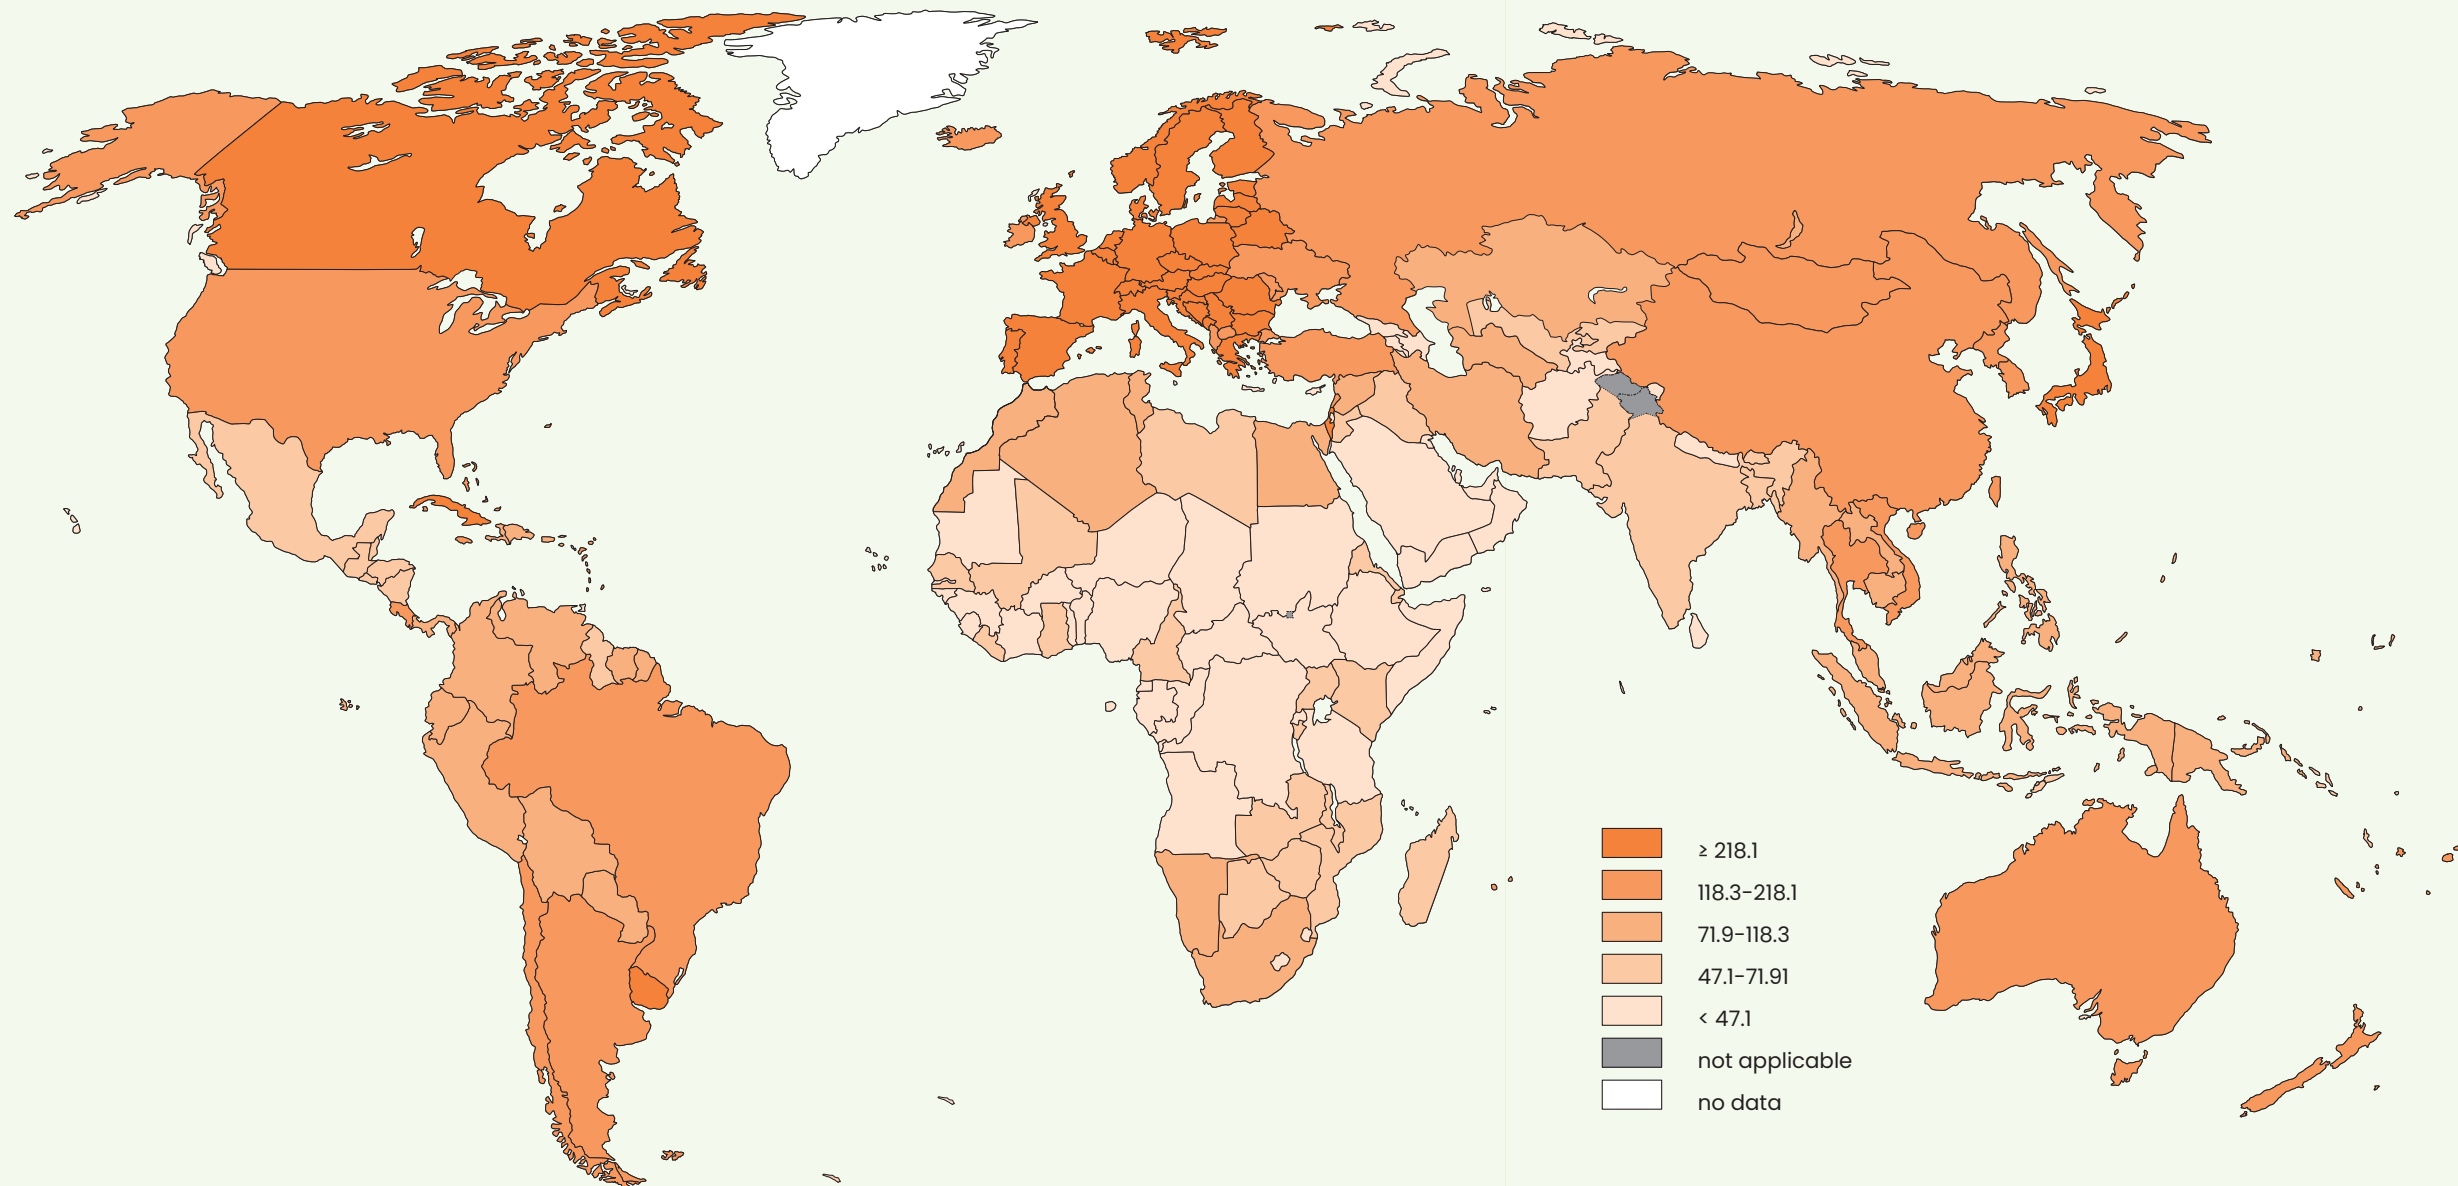 ≥ 218.1
118.3-218.1
71.9-118.3
47.1-71.91
< 47.1
not applicable
no data